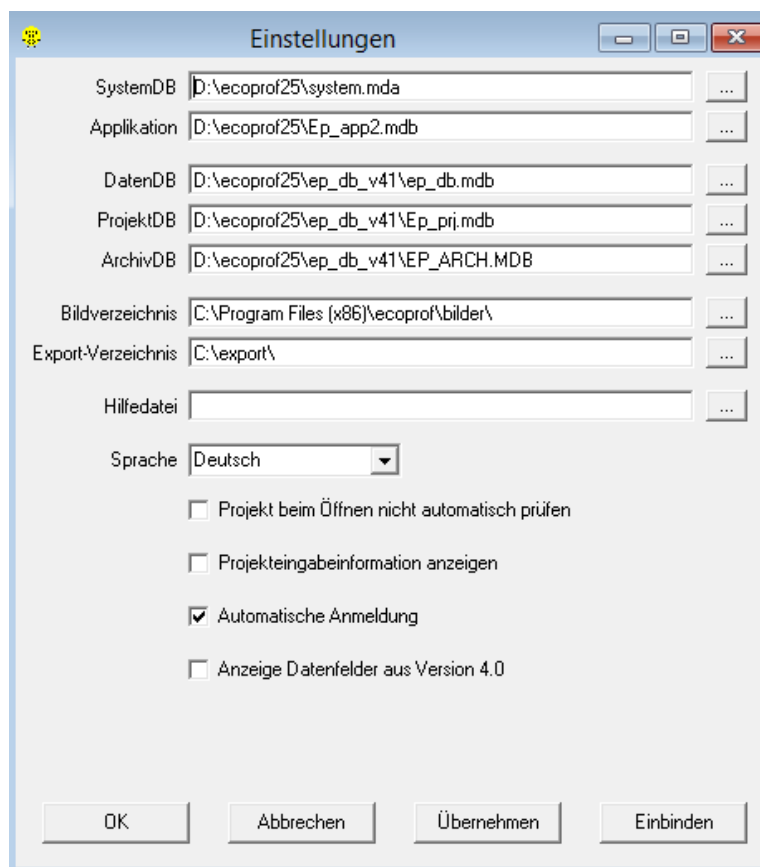 Einstellungen
SystemDB D:\ecoprof25\system.mda ...
Applikation D:\ecoprof25\Ep_app2.mdb ...
DatenDB D:\ecoprof25\ep_db_v41\ep_db.mdb ...
ProjektDB D:\ecoprof25\ep_db_v41\Ep_prj.mdb ...
ArchivDB D:\ecoprof25\ep_db_v41\EP_ARCH.MDB ...
Bildverzeichnis C:\Program Files (x86)\ecoprof\bilder\ ...
Export-Verzeichnis C:\export\ ...
Hilfedatei ...
Sprache Deutsch
Projekt beim Öffnen nicht automatisch prüfen
Projekteingabeinformation anzeigen
Automatische Anmeldung
Anzeige Datenfelder aus Version 4.0
OK Abbrechen Übernehmen Einbinden